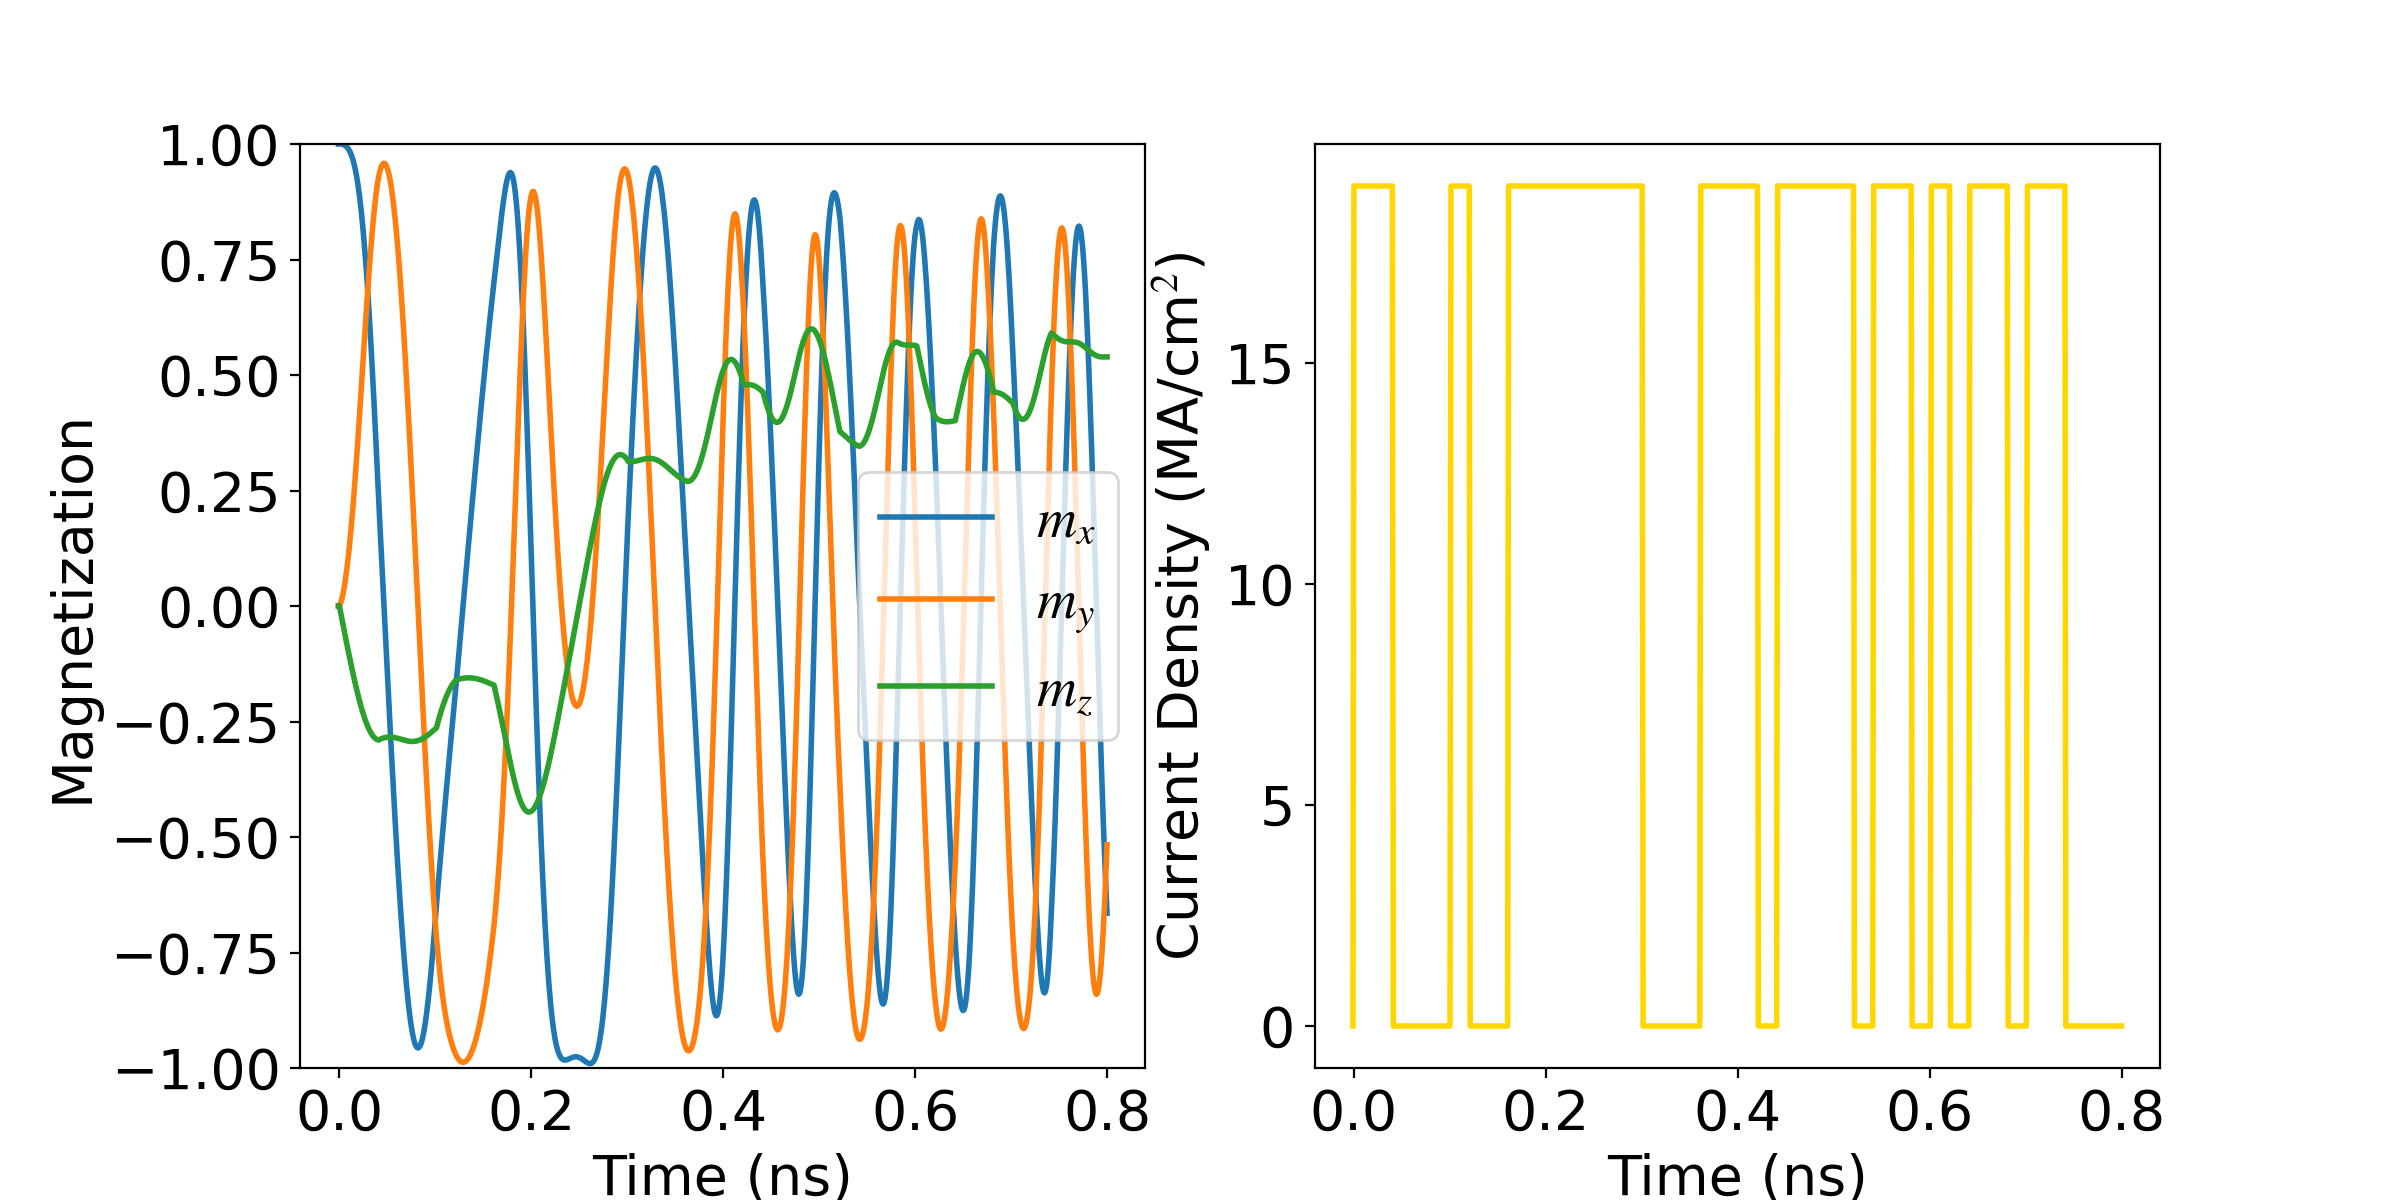 1.00
0.75
0.50
0.25
0.00
−0.25
−0.50
−0.75
−1.00
Magnetization
0.0 0.2 0.4 0.6 0.8
Time (ns)
m_x
m_y
m_z
Current Density (MA/cm²)
15
10
5
0
0.0 0.2 0.4 0.6 0.8
Time (ns)